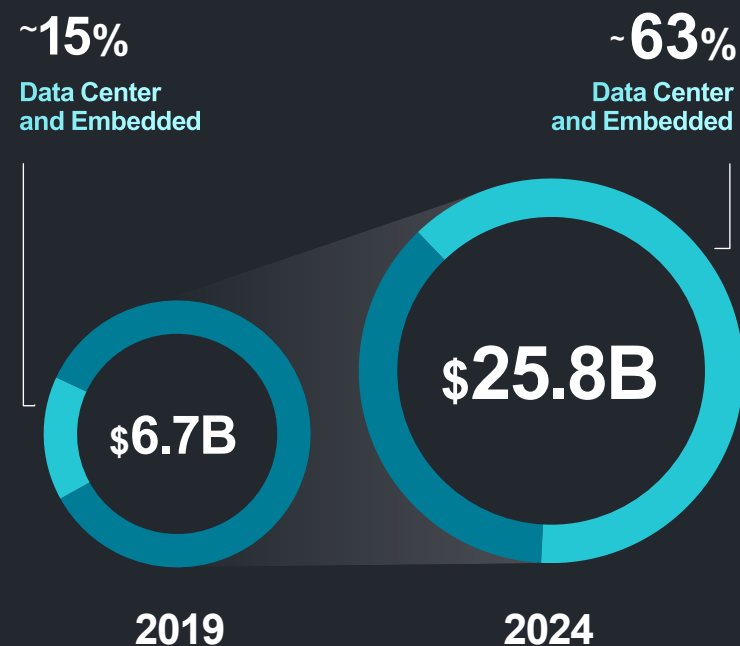 ~15%
Data Center
and Embedded
~63%
Data Center
and Embedded
$6.7B
$25.8B
2019
2024